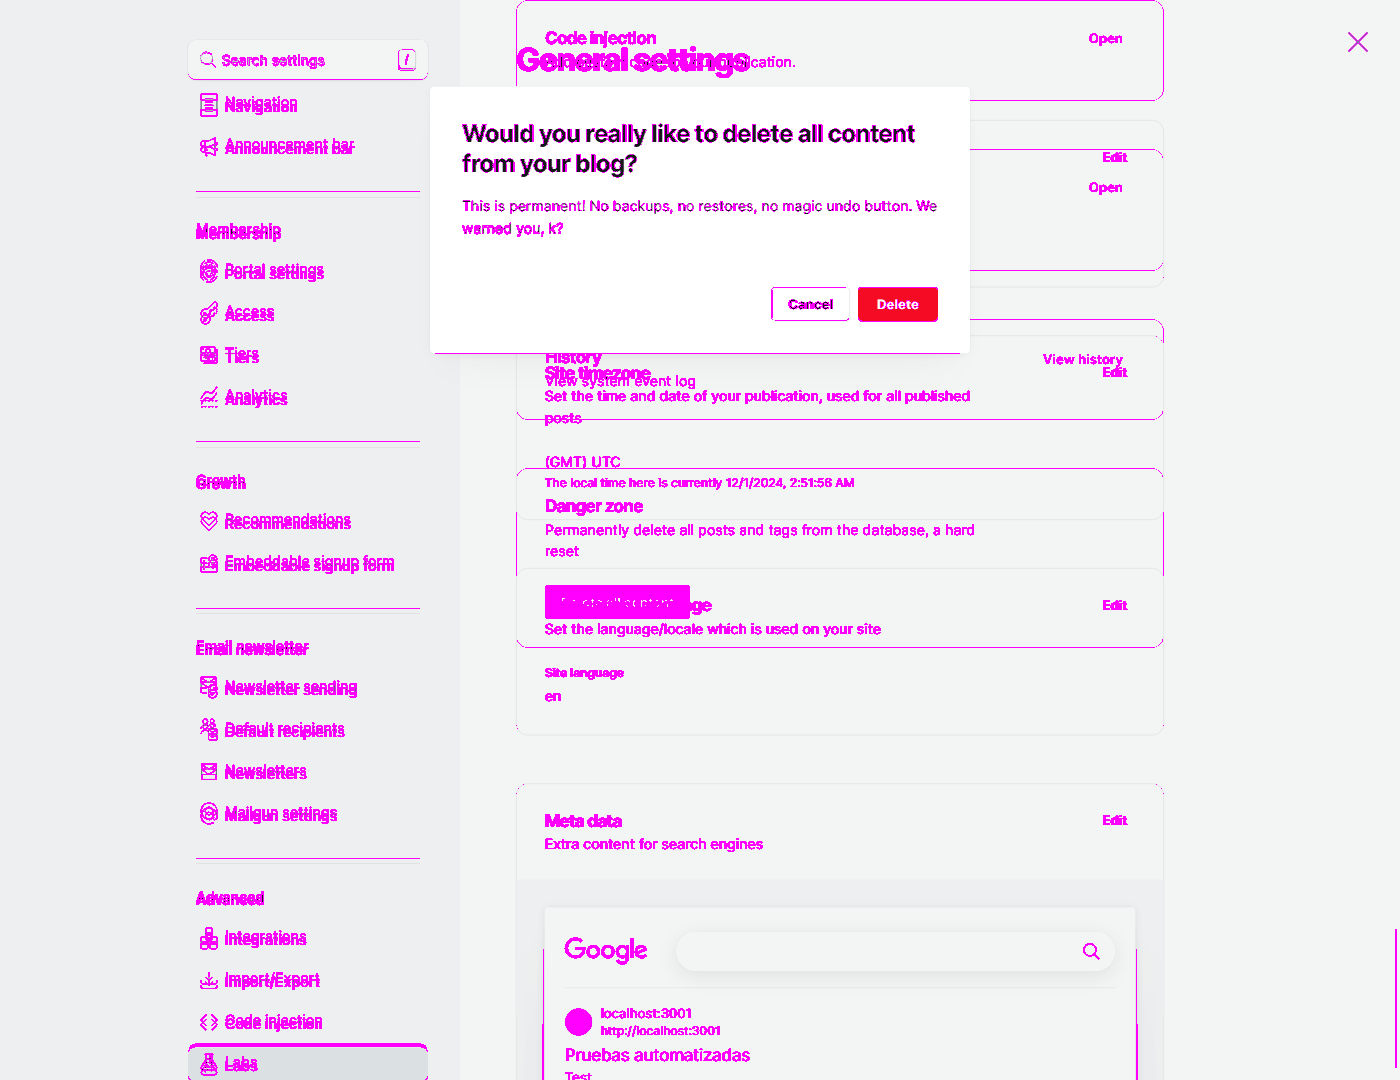 Search settings
/
Navigation
Announcement bar
Membership
Portal settings
Access
Tiers
Analytics
Growth
Recommendations
Embeddable signup form
Email newsletter
Newsletter sending
Default recipients
Newsletters
Mailgun settings
Advanced
Integrations
Import/Export
Code injection
Labs
Code injection
Open
General settings
Edit
Open
Would you really like to delete all content
from your blog?
This is permanent! No backups, no restores, no magic undo button. We
warned you, k?
Cancel
Delete
History
View history
Site timezone
Edit
View system event log
Set the time and date of your publication, used for all published
posts
(GMT) UTC
The local time here is currently 12/1/2024, 2:51:56 AM
Danger zone
Permanently delete all posts and tags from the database, a hard
reset
Edit
Set the language/locale which is used on your site
Site language
en
Meta data
Edit
Extra content for search engines
Google
localhost:3001
http://localhost:3001
Pruebas automatizadas
Test